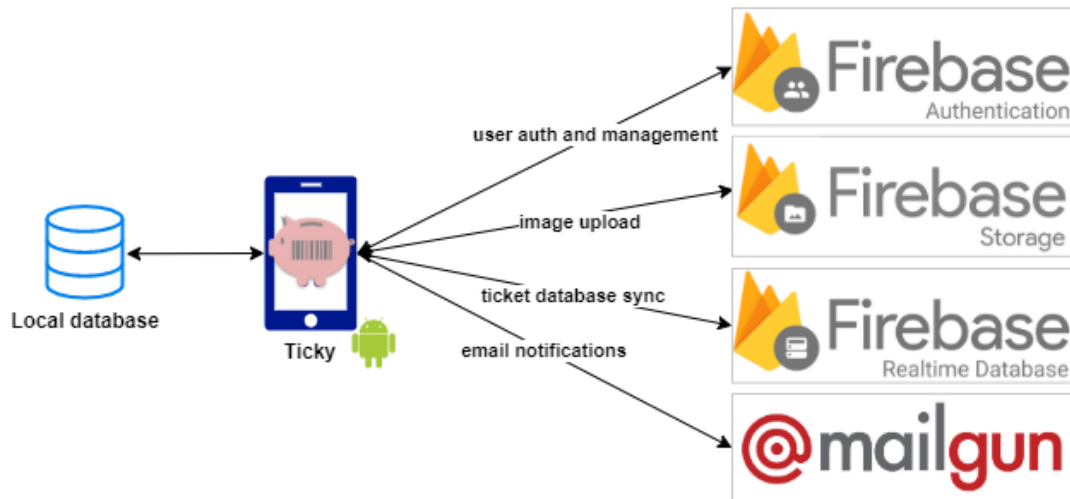 Firebase
Authentication
user auth and management
Firebase
Storage
image upload
Local database
Ticky
ticket database sync
Firebase
Realtime Database
email notifications
@mailgun